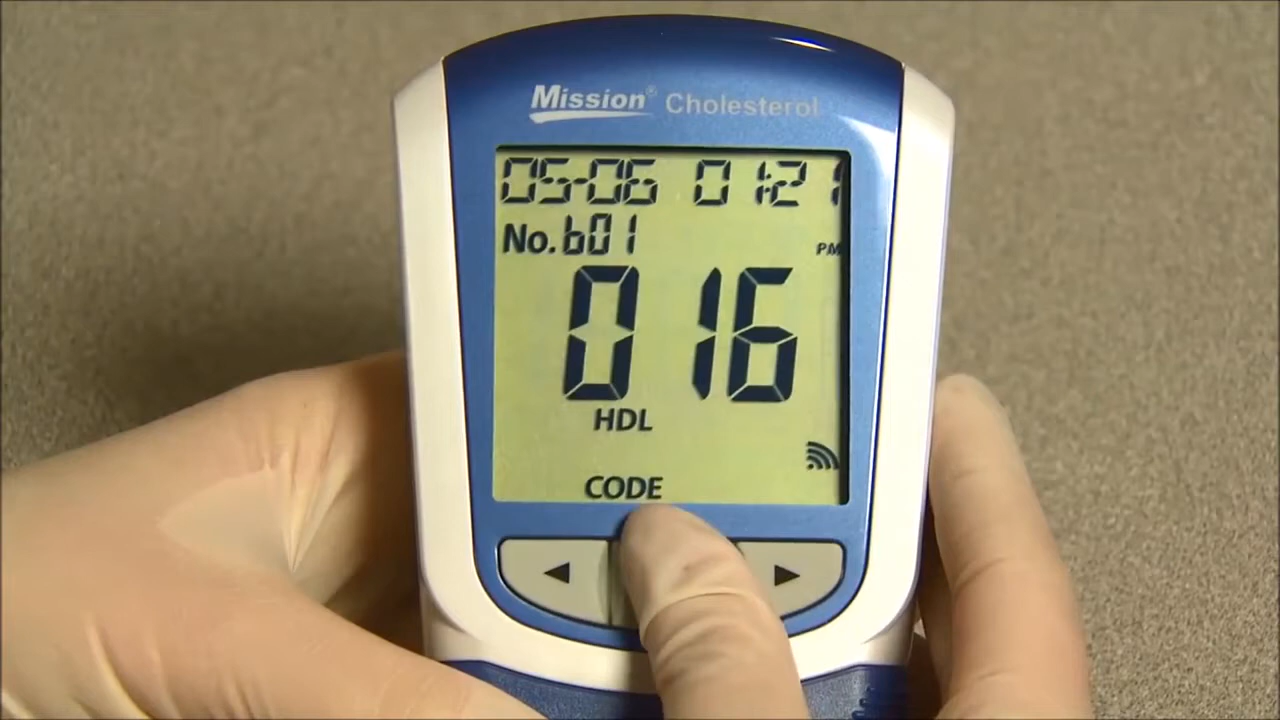 Mission® Cholesterol
05-06 01:21
No. b01 PM
016
HDL
CODE